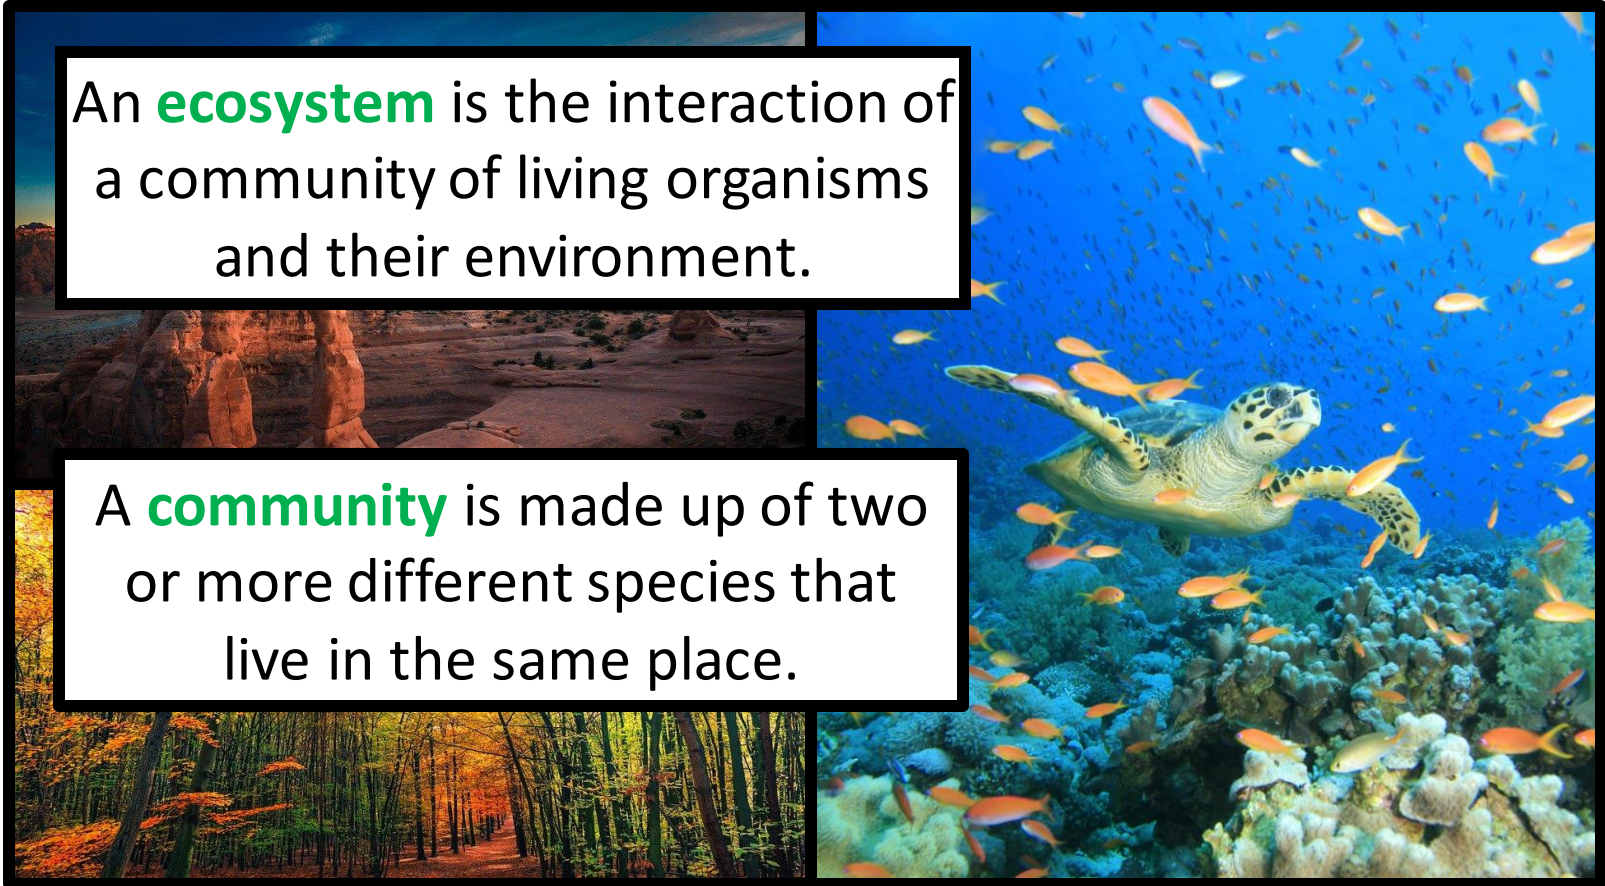 An ecosystem is the interaction of
a community of living organisms
and their environment.
A community is made up of two
or more different species that
live in the same place.